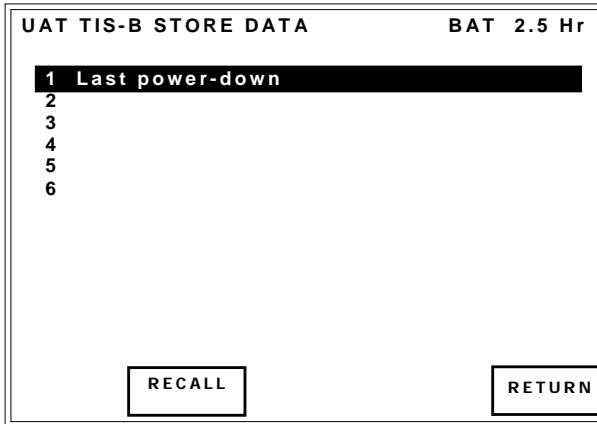 UAT TIS-B STORE DATA BAT 2.5 Hr
1 Last power-down
2
3
4
5
6
RECALL RETURN